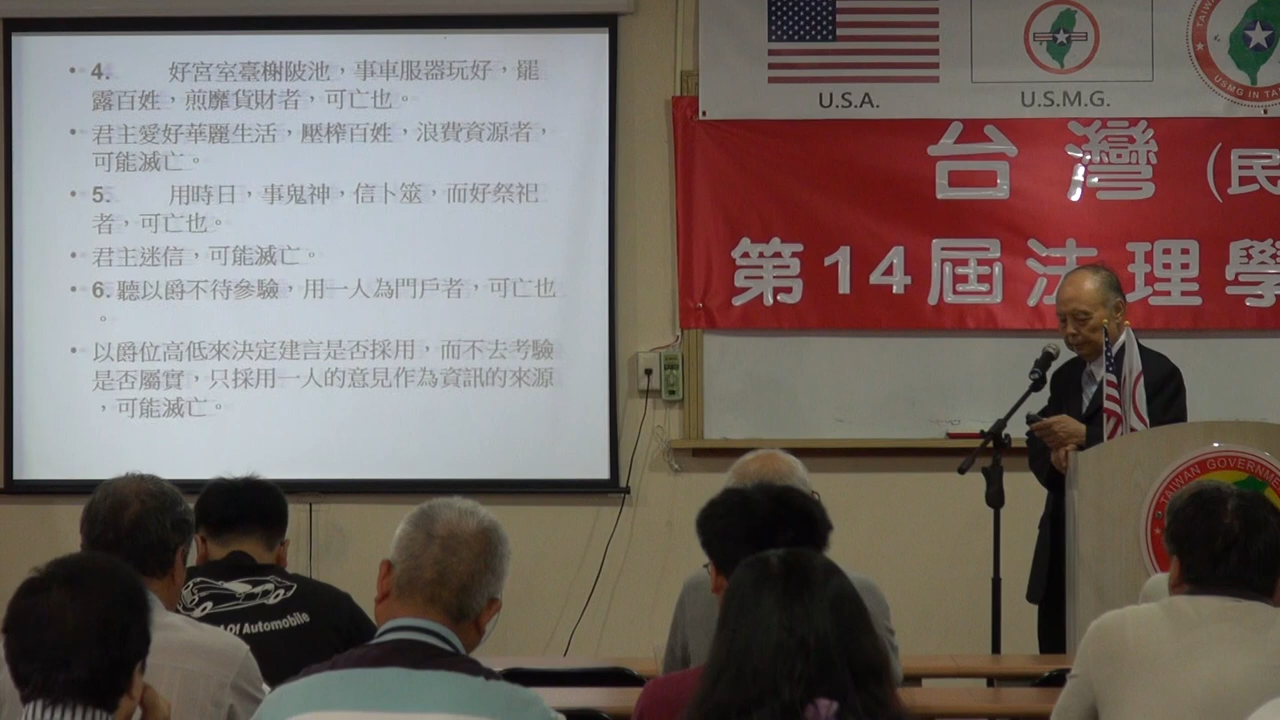 • 4. 好宮室臺榭陂池，事車服器玩好，罷
露百姓，煎靡貨財者，可亡也。
• 君主愛好華麗生活，壓榨百姓，浪費資源者，
可能滅亡。
• 5. 用時日，事鬼神，信卜筮，而好祭祀
者，可亡也。
• 君主迷信，可能滅亡。
• 6. 聽以爵不待參驗，用一人為門戶者，可亡也
。
• 以爵位高低來決定建言是否採用，而不去考驗
是否屬實，只採用一人的意見作為資訊的來源
，可能滅亡。
U.S.A.
U.S.M.G.
USMG IN TA
台灣（民
第14屆法理學
TAIWAN GOVERNME
Of Automobile